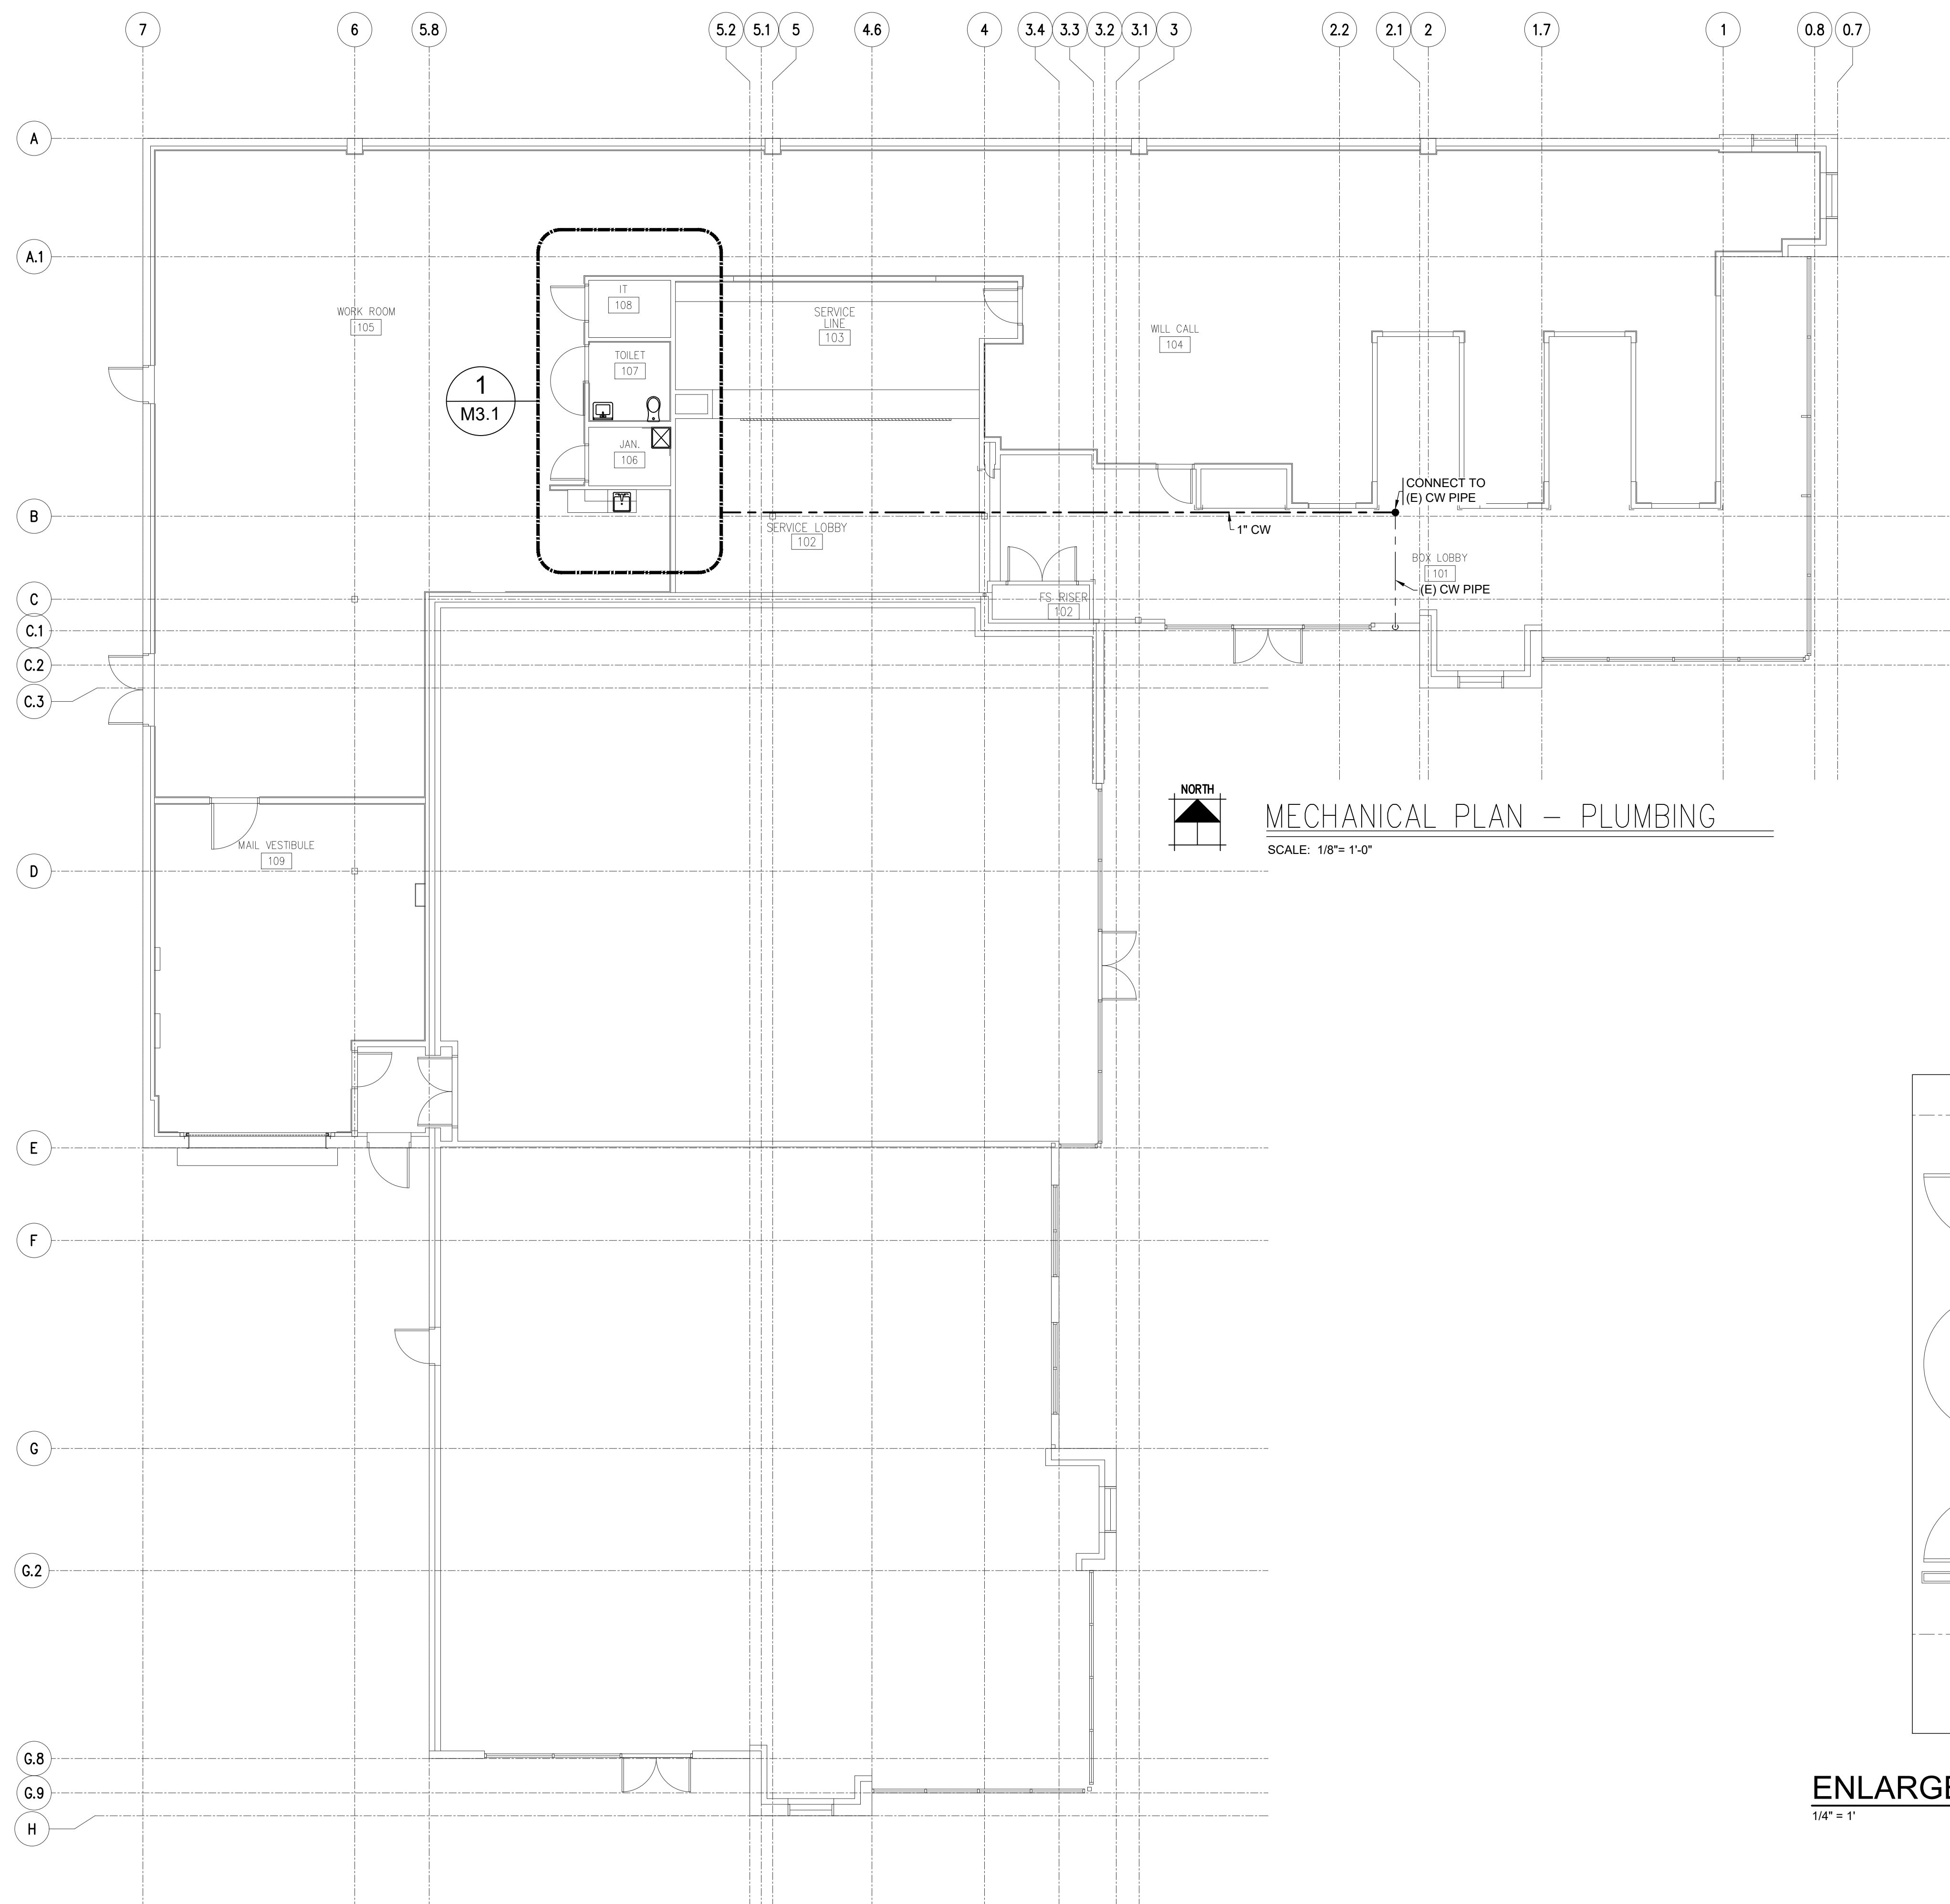 7 6 5.8 5.2 5.1 5 4.6 4 3.4 3.3 3.2 3.1 3 2.2 2.1 2 1.7 1 0.8 0.7
A
A.1
IT
108
WORK ROOM
105
SERVICE
LINE
103
WILL CALL
104
TOILET
107
1
M3.1
JAN.
106
CONNECT TO
(E) CW PIPE
B
SERVICE LOBBY
102
1" CW
BOX LOBBY
101
(E) CW PIPE
C
FS RISER
102
C.1
C.2
C.3
NORTH
MECHANICAL PLAN – PLUMBING
SCALE: 1/8"= 1'-0"
MAIL VESTIBULE
109
D
E
F
G
G.2
G.8
G.9
ENLARGE
1/4" = 1'
H